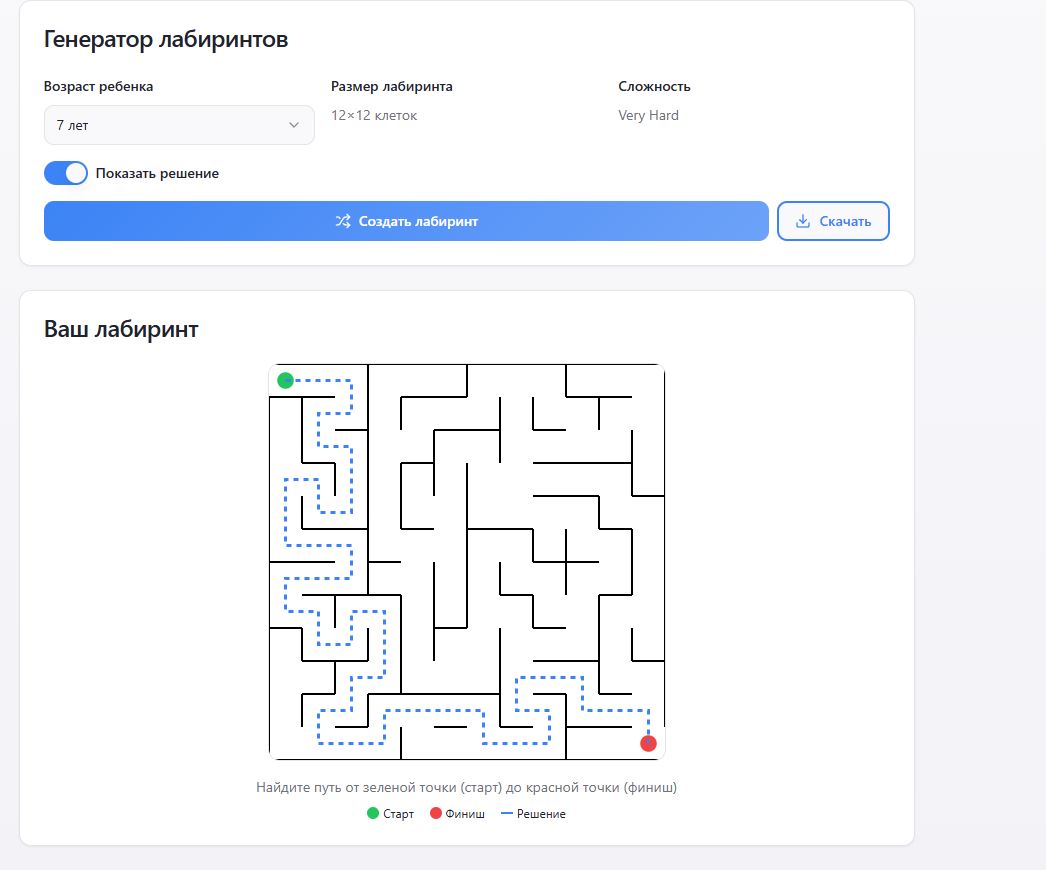 Генератор лабиринтов
Возраст ребенка
Размер лабиринта
Сложность
7 лет
12×12 клеток
Very Hard
Показать решение
Создать лабиринт
Скачать
Ваш лабиринт
Найдите путь от зеленой точки (старт) до красной точки (финиш)
Старт
Финиш
Решение